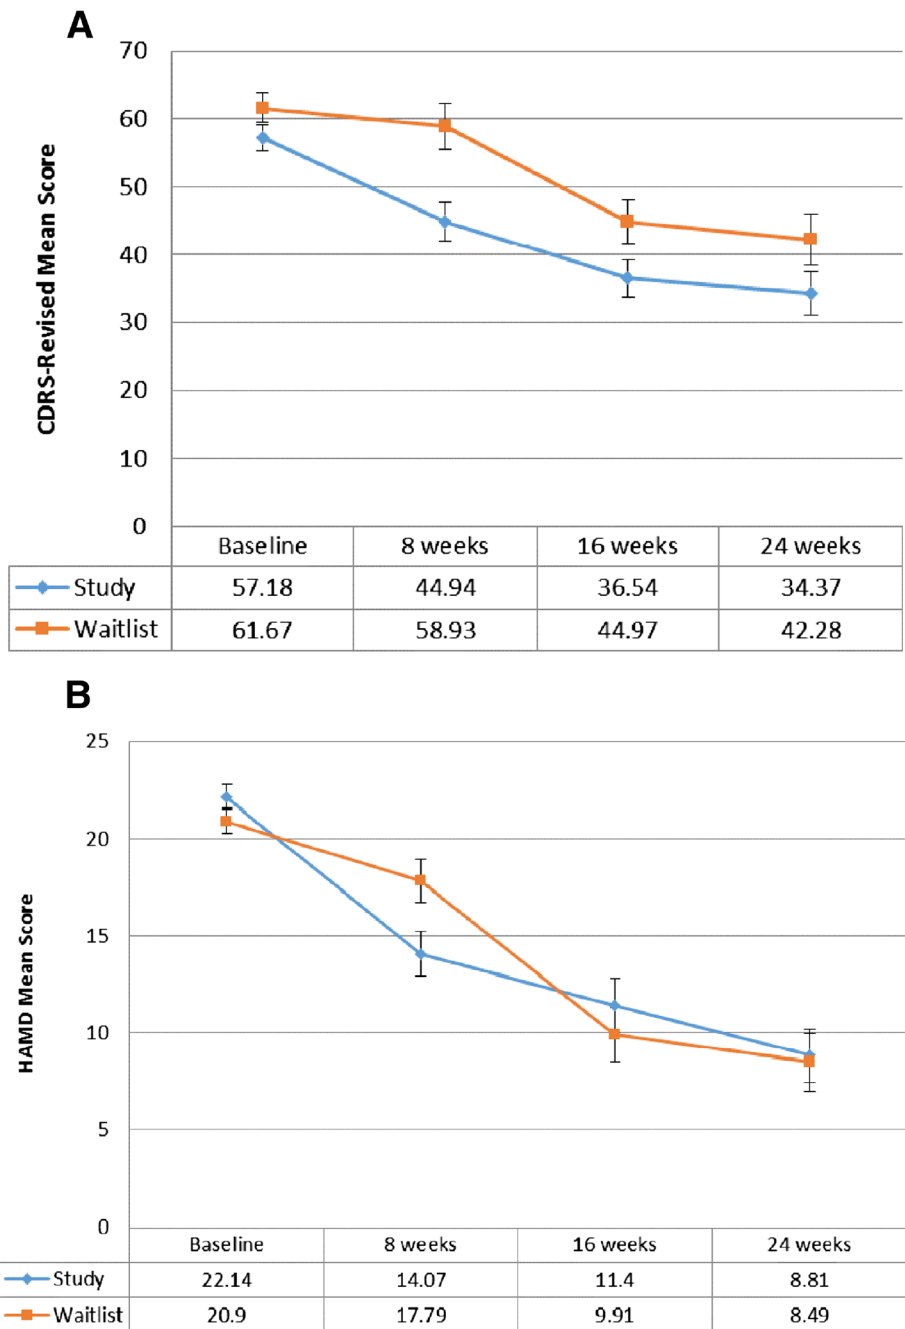 A
70
60
50
40
30
20
10
0
CDRS-Revised Mean Score
Baseline 8 weeks 16 weeks 24 weeks
Study 57.18 44.94 36.54 34.37
Waitlist 61.67 58.93 44.97 42.28
B
25
20
15
10
5
0
HAMD Mean Score
Baseline 8 weeks 16 weeks 24 weeks
Study 22.14 14.07 11.4 8.81
Waitlist 20.9 17.79 9.91 8.49